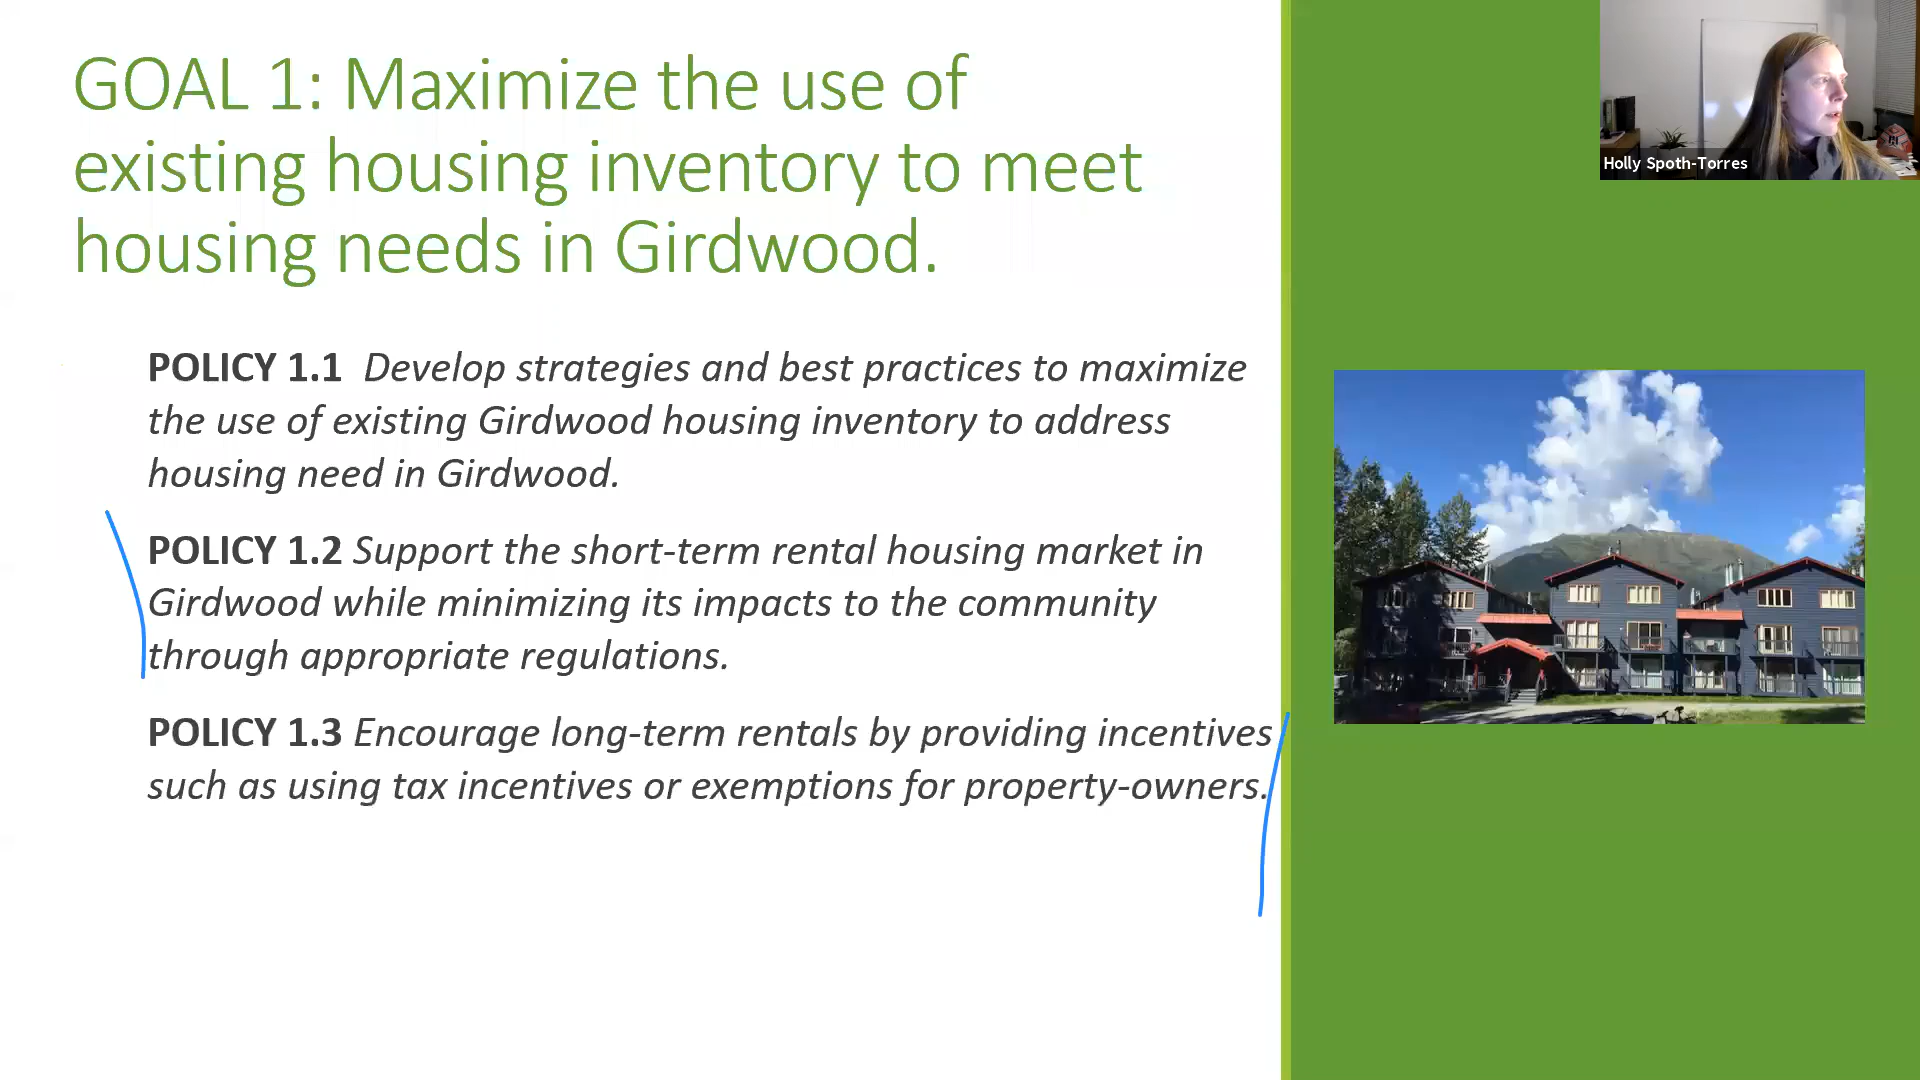 GOAL 1: Maximize the use of
existing housing inventory to meet
housing needs in Girdwood.
POLICY 1.1 Develop strategies and best practices to maximize
the use of existing Girdwood housing inventory to address
housing need in Girdwood.
POLICY 1.2 Support the short-term rental housing market in
Girdwood while minimizing its impacts to the community
through appropriate regulations.
POLICY 1.3 Encourage long-term rentals by providing incentives
such as using tax incentives or exemptions for property-owners.
Holly Spoth-Torres